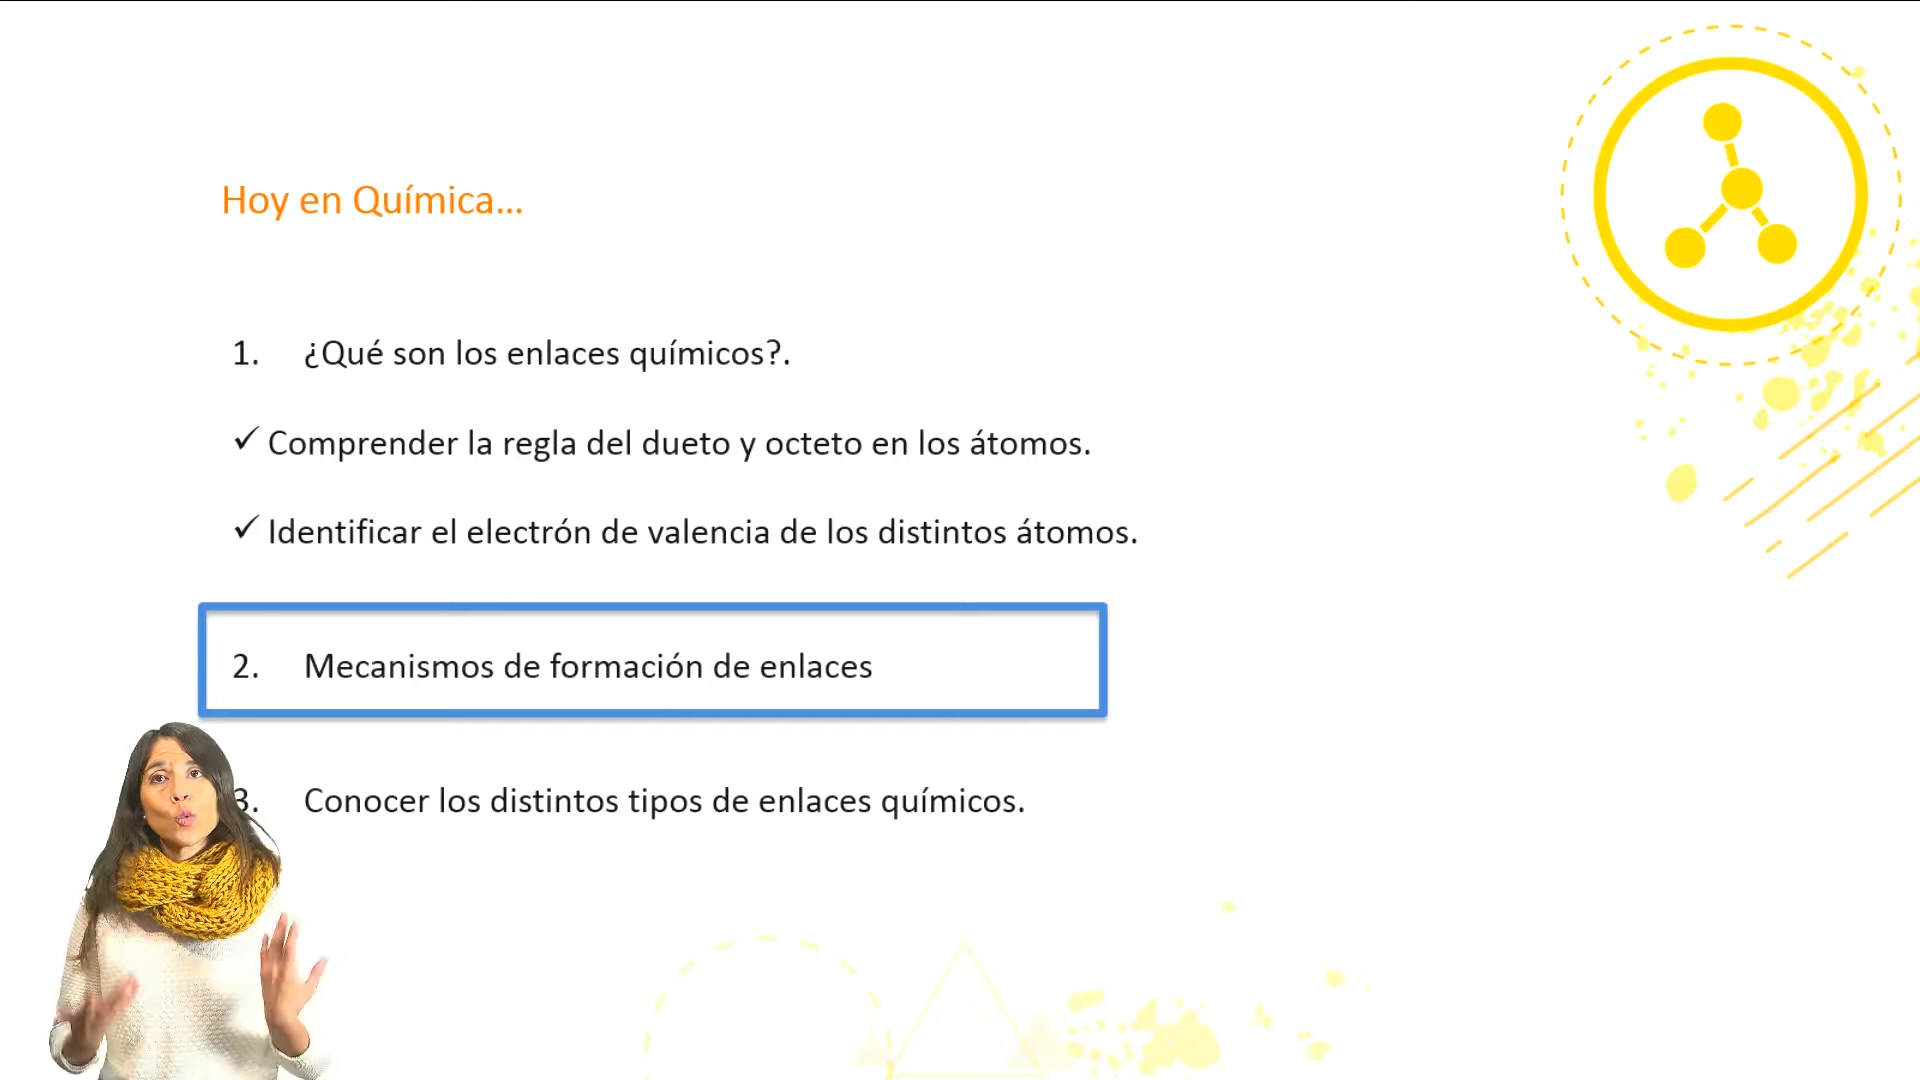 Hoy en Química...
1. ¿Qué son los enlaces químicos?.
✓ Comprender la regla del dueto y octeto en los átomos.
✓ Identificar el electrón de valencia de los distintos átomos.
2. Mecanismos de formación de enlaces
3. Conocer los distintos tipos de enlaces químicos.